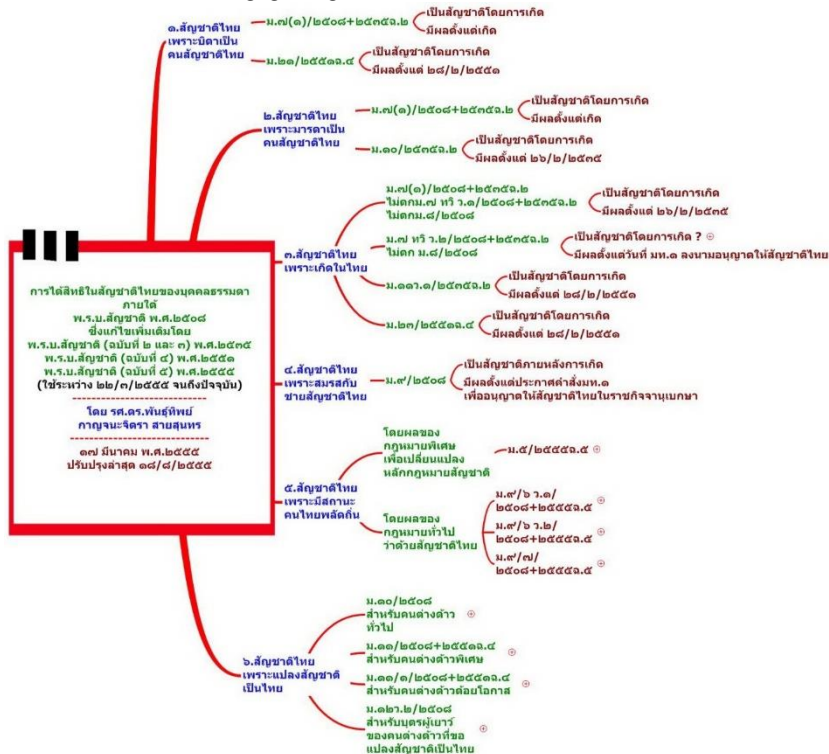 การได้สิทธิในสัญชาติไทยของบุคคลธรรมดา
ภายใต้
พ.ร.บ.สัญชาติ พ.ศ.๒๕๐๘
ซึ่งแก้ไขเพิ่มเติมโดย
พ.ร.บ.สัญชาติ (ฉบับที่ ๒ และ ๓) พ.ศ.๒๕๓๕
พ.ร.บ.สัญชาติ (ฉบับที่ ๔) พ.ศ.๒๕๕๑
พ.ร.บ.สัญชาติ (ฉบับที่ ๕) พ.ศ.๒๕๕๕
(ใช้ระหว่าง ๒๒/๓/๒๕๕๕ จนถึงปัจจุบัน)
โดย รศ.ดร.พันธุ์ทิพย์
กาญจนะจิตรา สายสุนทร
๑๗ มีนาคม พ.ศ.๒๕๕๕
ปรับปรุงล่าสุด ๑๘/๘/๒๕๕๕
๑.สัญชาติไทย
เพราะบิดาเป็น
คนสัญชาติไทย
ม.๗(๑)/๒๕๐๘+๒๕๓๕ฉ.๒
เป็นสัญชาติโดยการเกิด
มีผลตั้งแต่เกิด
ม.๒๑/๒๕๕๑ฉ.๔
เป็นสัญชาติโดยการเกิด
มีผลตั้งแต่ ๒๘/๒/๒๕๕๑
๒.สัญชาติไทย
เพราะมารดาเป็น
คนสัญชาติไทย
ม.๗(๑)/๒๕๐๘+๒๕๓๕ฉ.๒
เป็นสัญชาติโดยการเกิด
มีผลตั้งแต่เกิด
ม.๑๐/๒๕๓๕ฉ.๒
เป็นสัญชาติโดยการเกิด
มีผลตั้งแต่ ๒๖/๒/๒๕๓๕
๓.สัญชาติไทย
เพราะเกิดในไทย
ม.๗(๑)/๒๕๐๘+๒๕๓๕ฉ.๒
ไม่ตกม.๗ ทวิ ว.๑/๒๕๐๘+๒๕๓๕ฉ.๒
ไม่ตกม.๘/๒๕๐๘
เป็นสัญชาติโดยการเกิด
มีผลตั้งแต่ ๒๖/๒/๒๕๓๕
ม.๗ ทวิ ว.๒/๒๕๐๘+๒๕๓๕ฉ.๒
ไม่ตก ม.๘/๒๕๐๘
เป็นสัญชาติโดยการเกิด ?
มีผลตั้งแต่วันที่ มท.๑ ลงนามอนุญาตให้สัญชาติไทย
ม.๑๑ว.๑/๒๕๓๕ฉ.๒
เป็นสัญชาติโดยการเกิด
มีผลตั้งแต่ ๒๘/๒/๒๕๕๑
ม.๒๓/๒๕๕๑ฉ.๔
เป็นสัญชาติโดยการเกิด
มีผลตั้งแต่ ๒๘/๒/๒๕๕๑
๔.สัญชาติไทย
เพราะสมรสกับ
ชายสัญชาติไทย
ม.๙/๒๕๐๘
เป็นสัญชาติภายหลังการเกิด
มีผลตั้งแต่ประกาศคำสั่งมท.๑
เพื่ออนุญาตให้สัญชาติไทยในราชกิจจานุเบกษา
๕.สัญชาติไทย
เพราะมีสถานะ
คนไทยพลัดถิ่น
โดยผลของ
กฎหมายพิเศษ
เพื่อเปลี่ยนแปลง
หลักกฎหมายสัญชาติ
ม.๕/๒๕๕๕ฉ.๕
โดยผลของ
กฎหมายทั่วไป
ว่าด้วยสัญชาติไทย
ม.๙/๖ ว.๑/
๒๕๐๘+๒๕๕๕ฉ.๕
ม.๙/๖ ว.๒/
๒๕๐๘+๒๕๕๕ฉ.๕
ม.๙/๗/
๒๕๐๘+๒๕๕๕ฉ.๕
๖.สัญชาติไทย
เพราะแปลงสัญชาติ
เป็นไทย
ม.๑๐/๒๕๐๘
สำหรับคนต่างด้าว
ทั่วไป
ม.๑๑/๒๕๐๘+๒๕๕๑ฉ.๔
สำหรับคนต่างด้าวพิเศษ
ม.๑๑/๑/๒๕๐๘+๒๕๕๑ฉ.๔
สำหรับคนต่างด้าวด้อยโอกาส
ม.๑๒ว.๒/๒๕๐๘
สำหรับบุตรผู้เยาว์
ของคนต่างด้าวที่ขอ
แปลงสัญชาติเป็นไทย